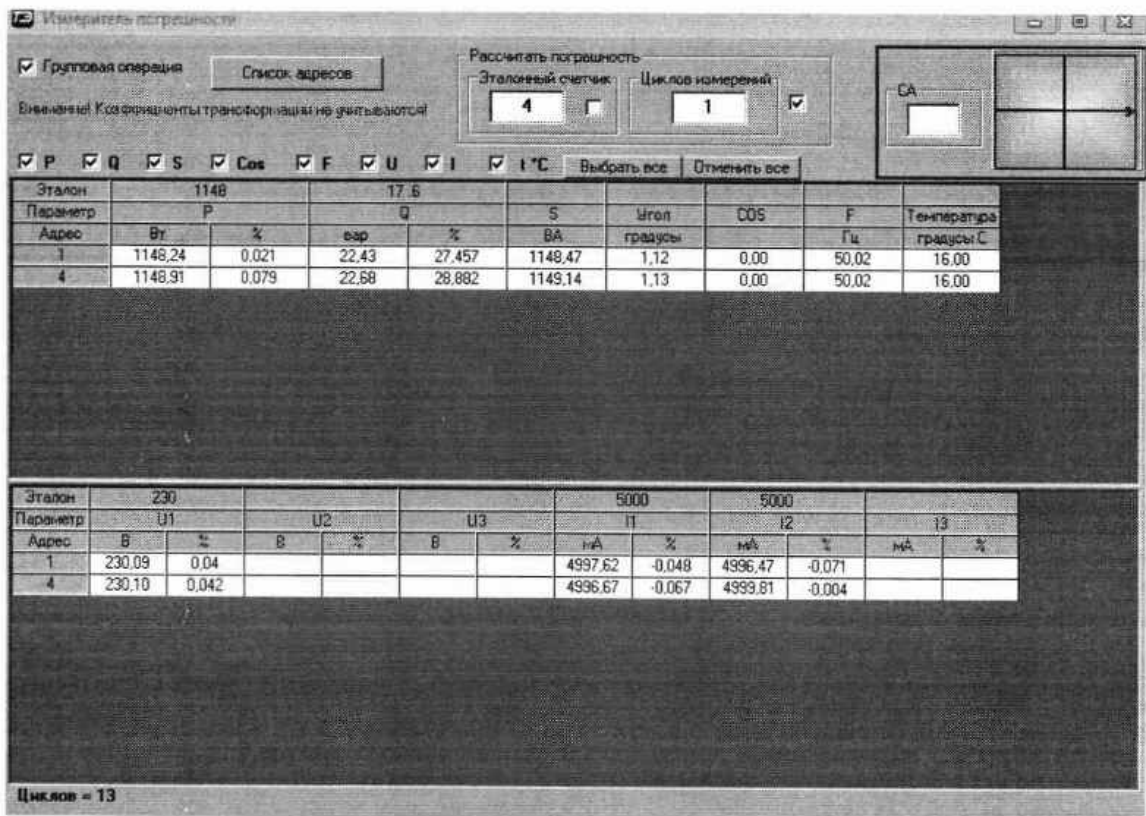 Измеритель погрешности
Групповая операция
Список адресов
Рассчитать погрешность
Эталонный счетчик
4
Циклов измерений
1
СА
Внимание! Коэффициенты трансформации не учитываются!
P Q S Cos F U I t °C Выбрать все Отменить все
Эталон 1148 17.6
Параметр P Q S Угол COS F Температура
Адрес Вт % вар % ВА градусы Гц градусы С
1 1148,24 0,021 22,43 27,457 1148,47 1,12 0,00 50,02 16,00
4 1148,91 0,079 22,68 28,882 1149,14 1,13 0,00 50,02 16,00
Эталон 230 5000 5000
Параметр U1 U2 U3 I1 I2 I3
Адрес В % В % В % мА % мА % мА %
1 230,09 0,04 4997,62 -0,048 4996,47 -0,071
4 230,10 0,042 4996,67 -0,067 4999,81 -0,004
Циклов = 13